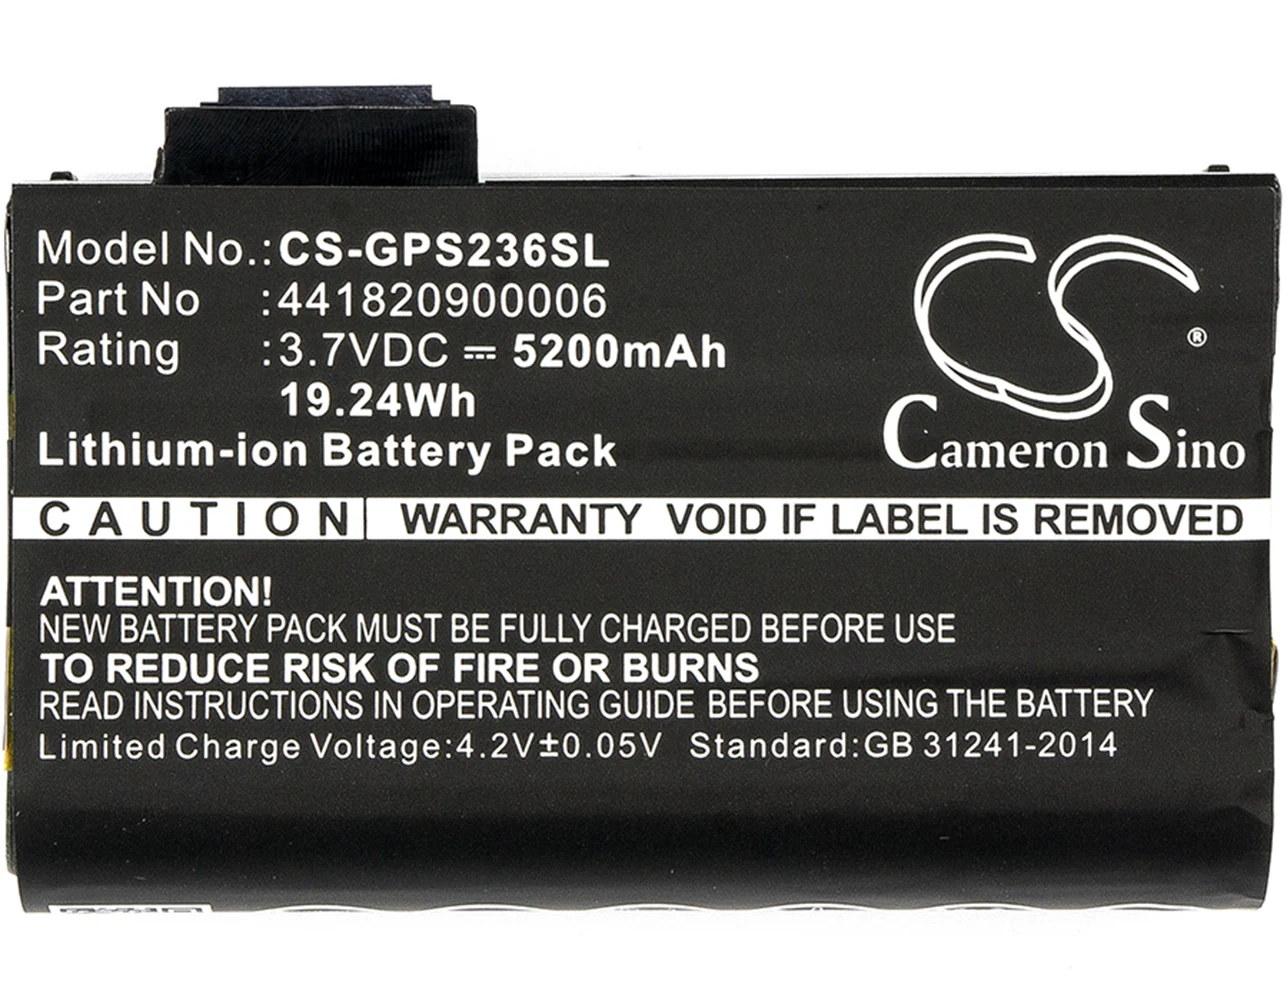 Model No.:CS-GPS236SL
Part No :441820900006
Rating :3.7VDC ⎓ 5200mAh
19.24Wh
Lithium-ion Battery Pack
CS
®
Cameron Sino
CAUTION WARRANTY VOID IF LABEL IS REMOVED
ATTENTION!
NEW BATTERY PACK MUST BE FULLY CHARGED BEFORE USE
TO REDUCE RISK OF FIRE OR BURNS
READ INSTRUCTIONS IN OPERATING GUIDE BEFORE USING THE BATTERY
Limited Charge Voltage:4.2V±0.05V Standard:GB 31241-2014